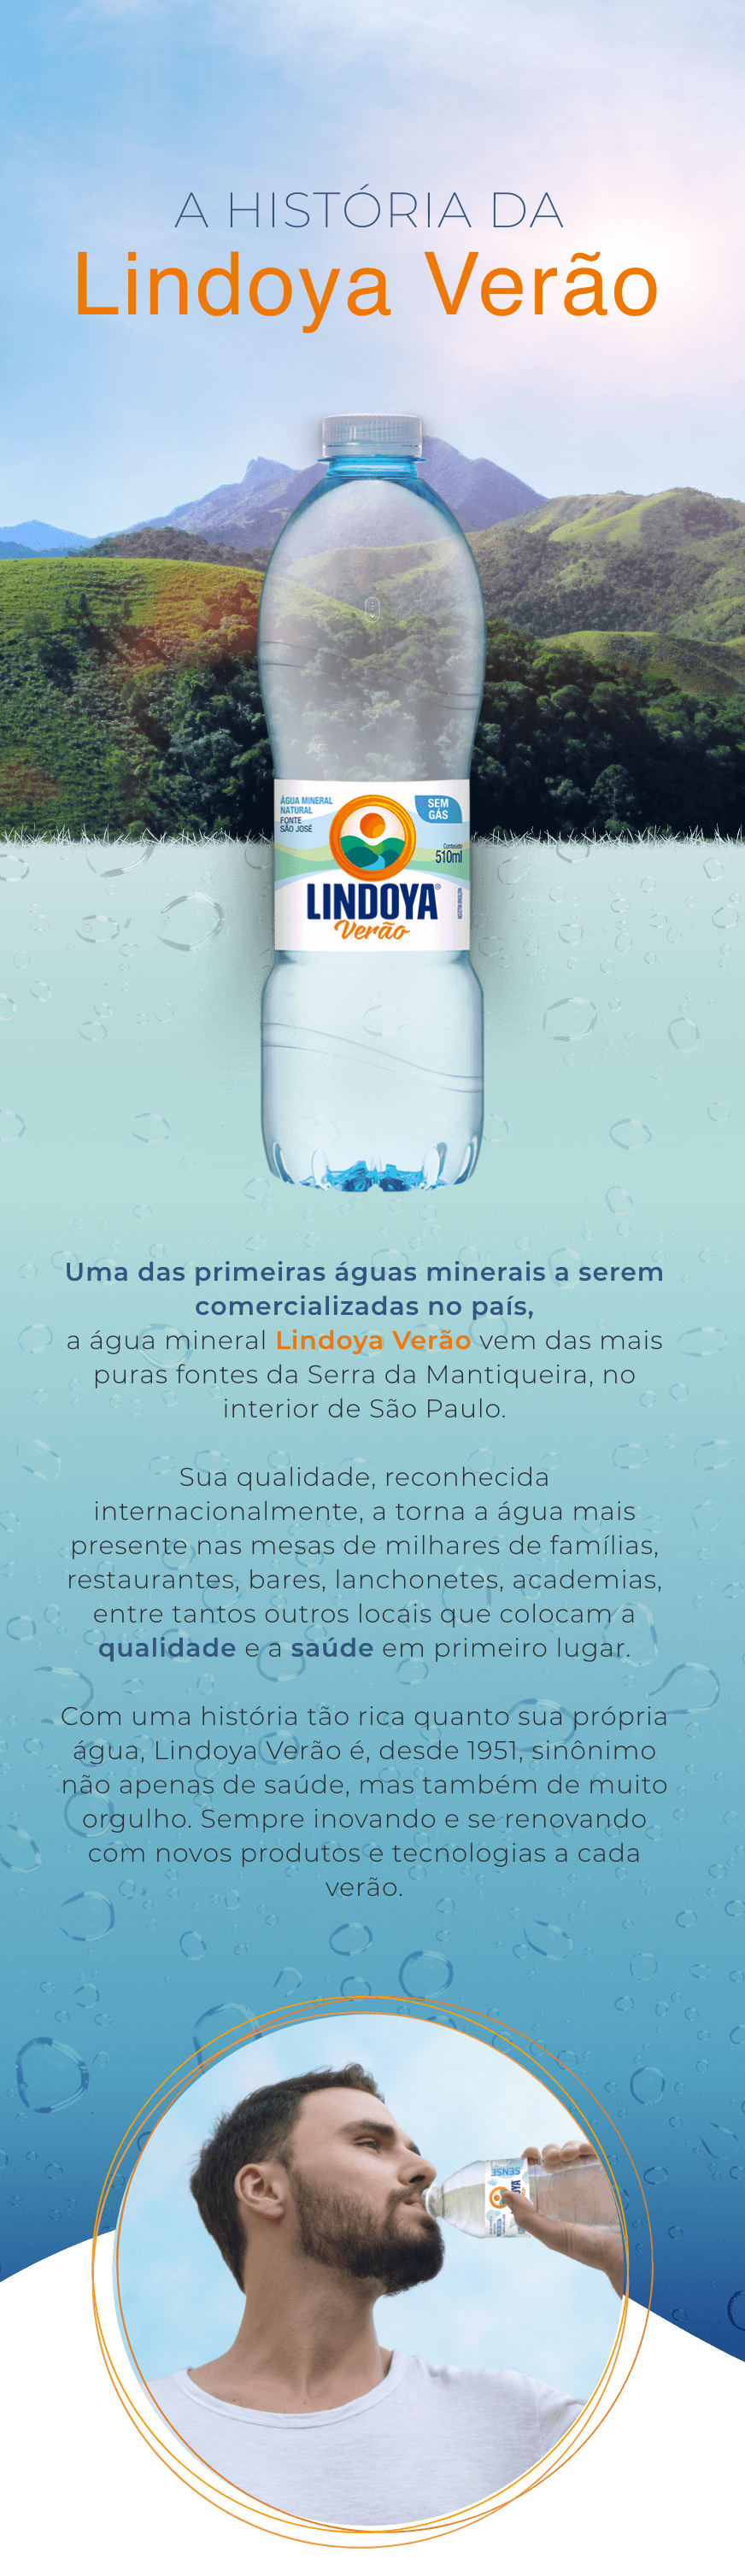 A HISTÓRIA DA
Lindoya Verão
ÁGUA MINERAL
NATURAL
FONTE
SÃO JOSÉ
SEM
GÁS
Conteúdo
510ml
LINDOYA®
Verão
Uma das primeiras águas minerais a serem
comercializadas no país,
a água mineral Lindoya Verão vem das mais
puras fontes da Serra da Mantiqueira, no
interior de São Paulo.
Sua qualidade, reconhecida
internacionalmente, a torna a água mais
presente nas mesas de milhares de famílias,
restaurantes, bares, lanchonetes, academias,
entre tantos outros locais que colocam a
qualidade e a saúde em primeiro lugar.
Com uma história tão rica quanto sua própria
água, Lindoya Verão é, desde 1951, sinônimo
não apenas de saúde, mas também de muito
orgulho. Sempre inovando e se renovando
com novos produtos e tecnologias a cada
verão.
SENSE